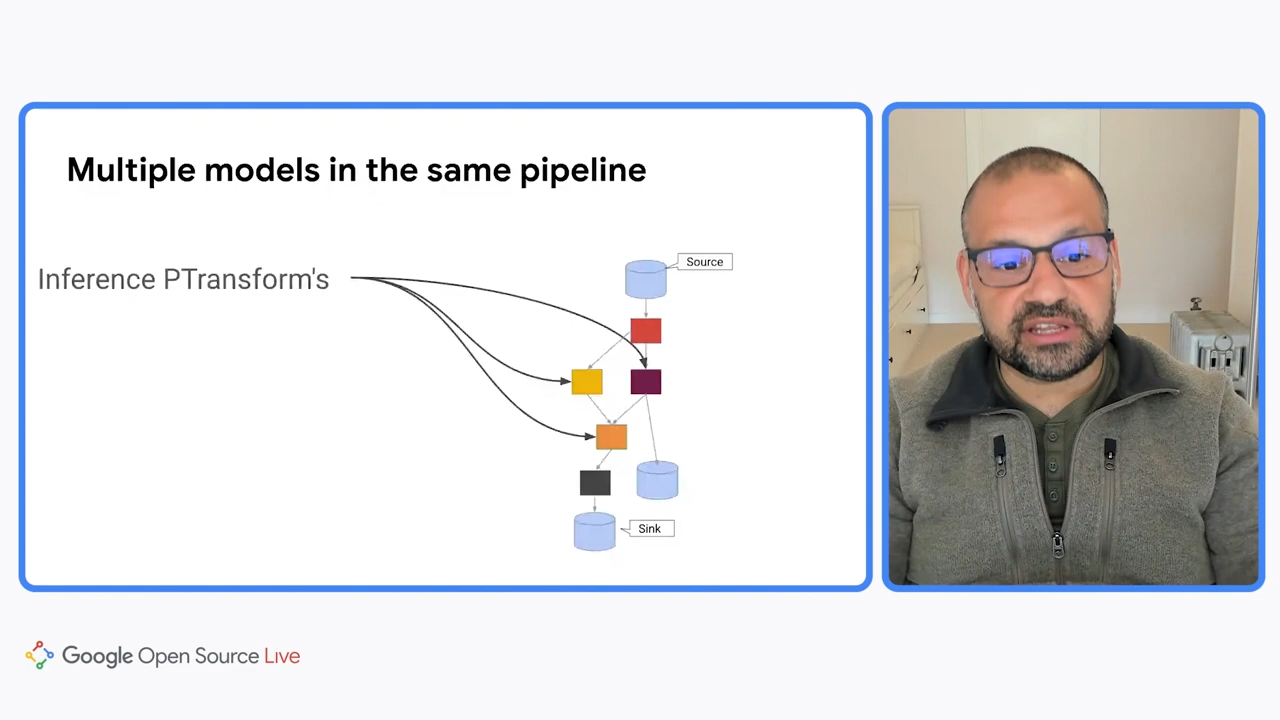 Multiple models in the same pipeline
Inference PTransform's
Source
Sink
Google Open Source Live